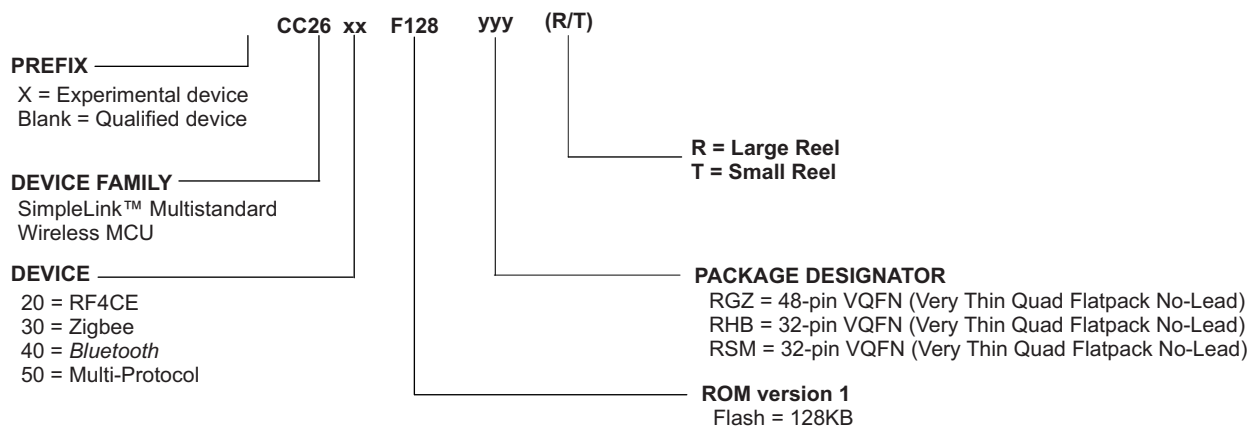 CC26 xx F128 yyy (R/T)
PREFIX
X = Experimental device
Blank = Qualified device
R = Large Reel
T = Small Reel
DEVICE FAMILY
SimpleLink™ Multistandard
Wireless MCU
DEVICE
20 = RF4CE
30 = Zigbee
40 = Bluetooth
50 = Multi-Protocol
PACKAGE DESIGNATOR
RGZ = 48-pin VQFN (Very Thin Quad Flatpack No-Lead)
RHB = 32-pin VQFN (Very Thin Quad Flatpack No-Lead)
RSM = 32-pin VQFN (Very Thin Quad Flatpack No-Lead)
ROM version 1
Flash = 128KB